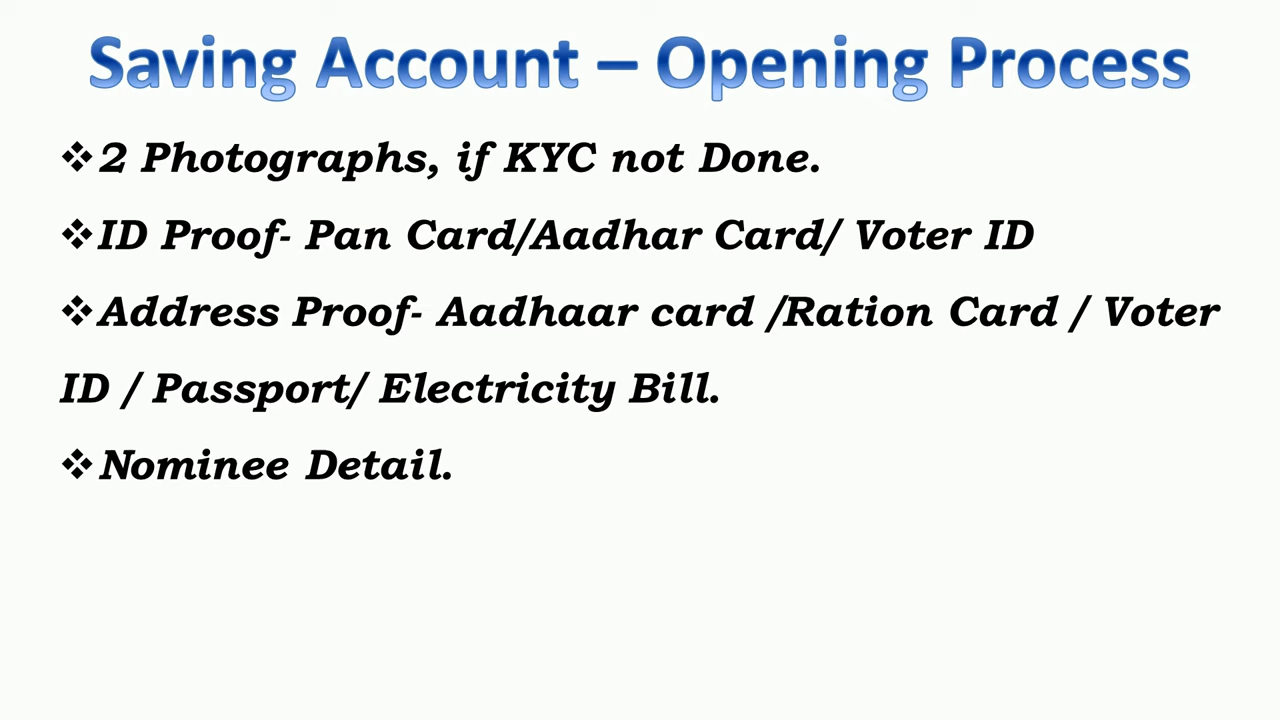 Saving Account – Opening Process
❖2 Photographs, if KYC not Done.
❖ID Proof- Pan Card/Aadhar Card/ Voter ID
❖Address Proof- Aadhaar card /Ration Card / Voter
ID / Passport/ Electricity Bill.
❖Nominee Detail.